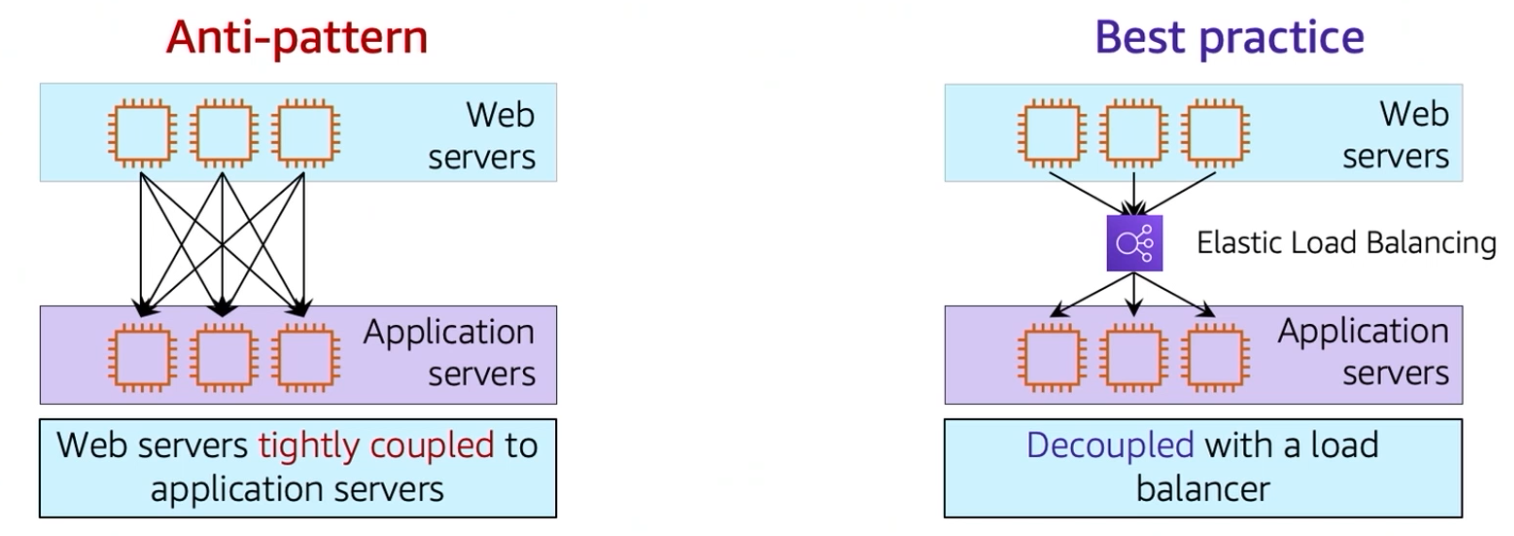 Anti-pattern
Web
servers
Application
servers
Web servers tightly coupled to
application servers
Best practice
Web
servers
Elastic Load Balancing
Application
servers
Decoupled with a load
balancer